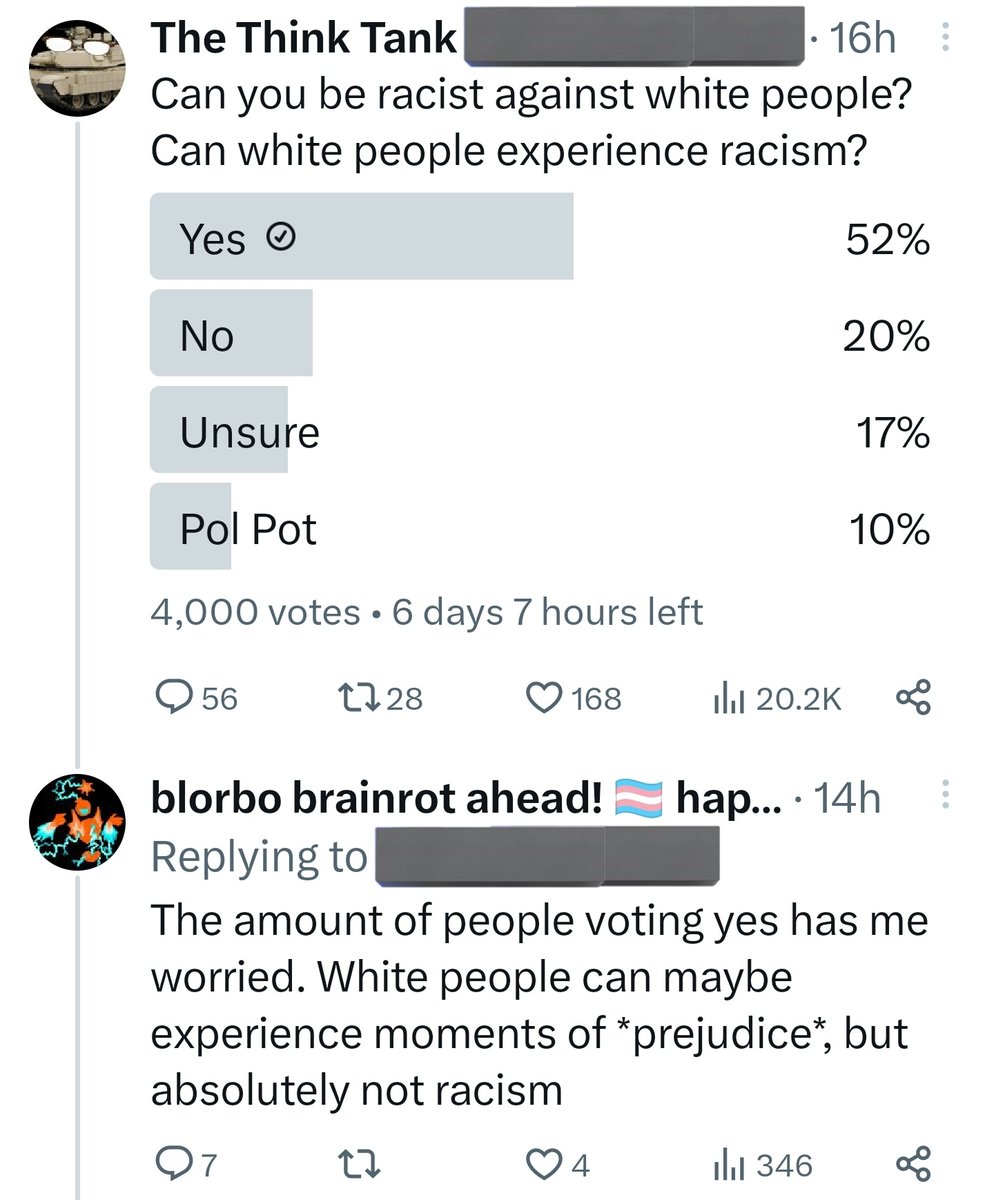 The Think Tank · 16h
Can you be racist against white people?
Can white people experience racism?
Yes 52%
No 20%
Unsure 17%
Pol Pot 10%
4,000 votes • 6 days 7 hours left
56 28 168 20.2K
blorbo brainrot ahead! 🏳️‍⚧️ hap... · 14h
Replying to
The amount of people voting yes has me
worried. White people can maybe
experience moments of *prejudice*, but
absolutely not racism
7 4 346